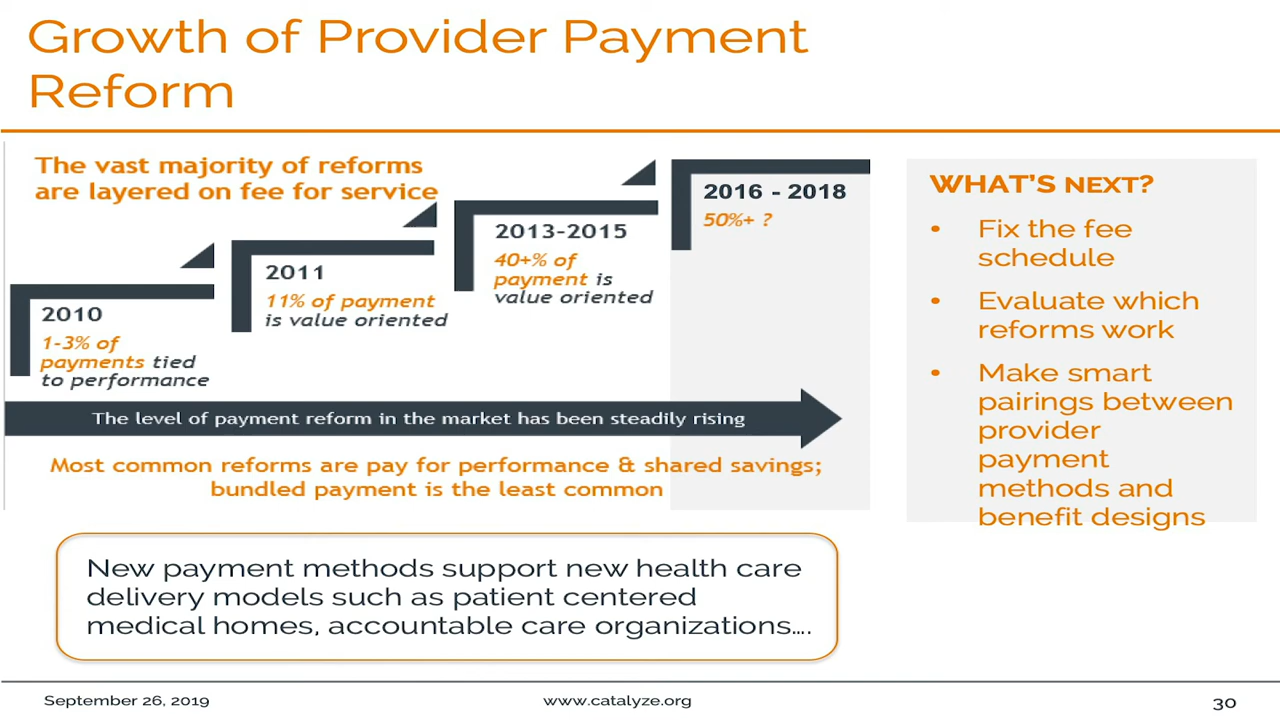 Growth of Provider Payment
Reform
The vast majority of reforms
are layered on fee for service
2010
1-3% of
payments tied
to performance
2011
11% of payment
is value oriented
2013-2015
40+% of
payment is
value oriented
2016 - 2018
50%+ ?
The level of payment reform in the market has been steadily rising
Most common reforms are pay for performance & shared savings;
bundled payment is the least common
WHAT'S NEXT?
• Fix the fee
schedule
• Evaluate which
reforms work
• Make smart
pairings between
provider
payment
methods and
benefit designs
New payment methods support new health care
delivery models such as patient centered
medical homes, accountable care organizations....
September 26, 2019
www.catalyze.org
30